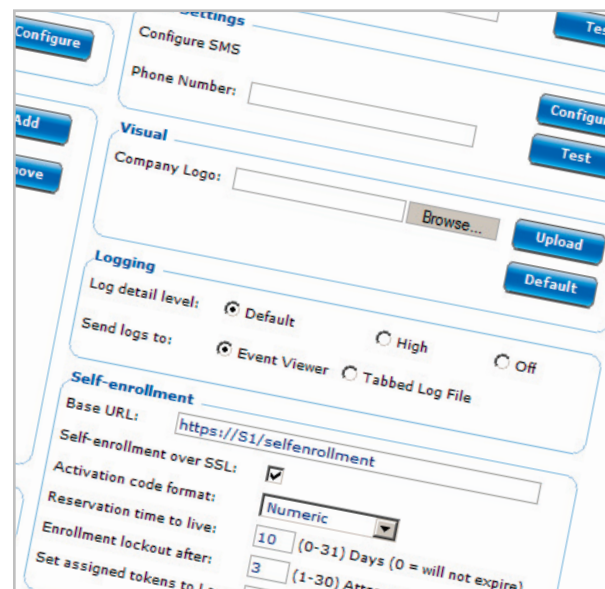 Settings
Configure
Configure SMS
Phone Number:
Test
Add
Visual
Company Logo:
Browse...
Upload
Default
Logging
Log detail level: Default High Off
Send logs to: Event Viewer Tabbed Log File
Self-enrollment
Base URL: https://S1/selfenrollment
Self-enrollment over SSL:
Activation code format: Numeric
Reservation time to live: 10 (0-31) Days (0 = will not expire)
Enrollment lockout after: 3 (1-30)
Set assigned tokens to